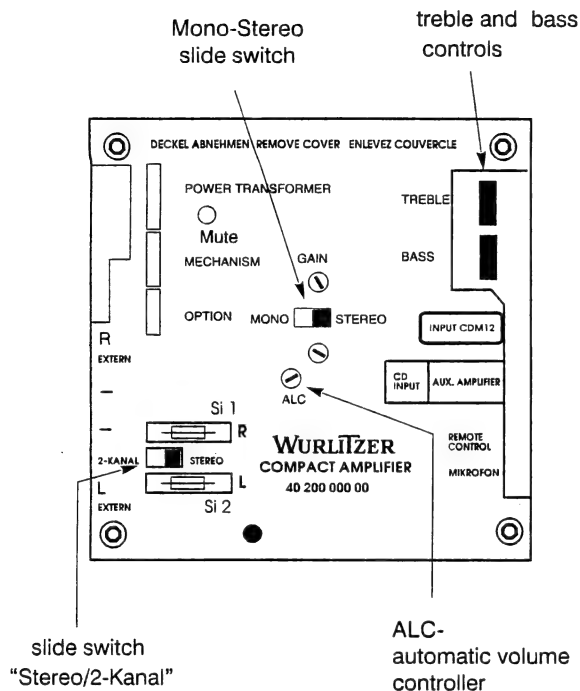 Mono-Stereo
slide switch
treble and bass
controls
DECKEL ABNEHMEN REMOVE COVER ENLEVEZ COUVERCLE
POWER TRANSFORMER
TREBLE
Mute
MECHANISM
GAIN
BASS
OPTION
MONO
STEREO
INPUT CDM12
R
EXTERN
CD
INPUT
AUX. AMPLIFIER
ALC
Si 1
R
WURLITZER
COMPACT AMPLIFIER
40 200 000 00
REMOTE
CONTROL
MIKROFON
2-KANAL
STEREO
L
L
EXTERN
Si 2
slide switch
"Stereo/2-Kanal"
ALC-
automatic volume
controller